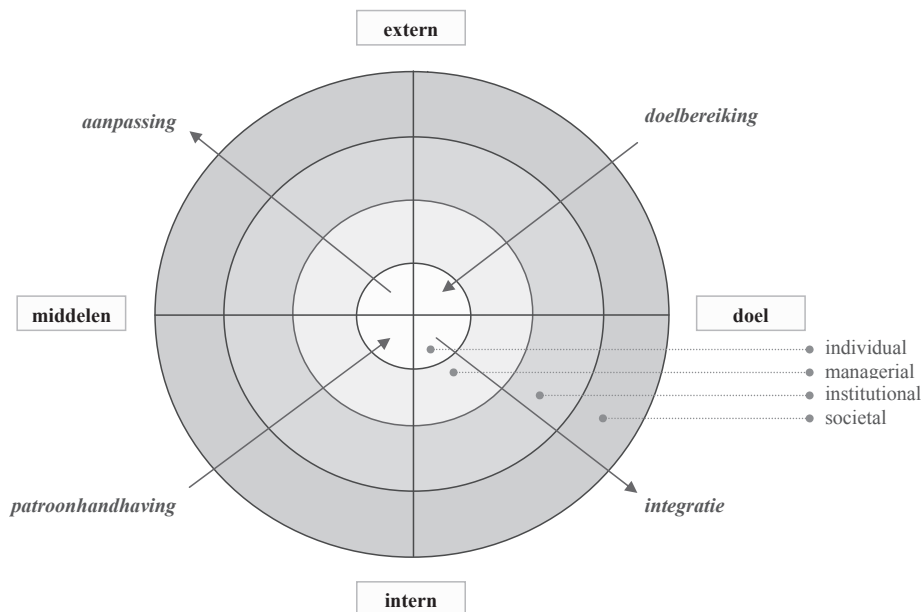 extern
aanpassing
doelbereiking
middelen
doel
individual
managerial
institutional
societal
patroonhandhaving
integratie
intern